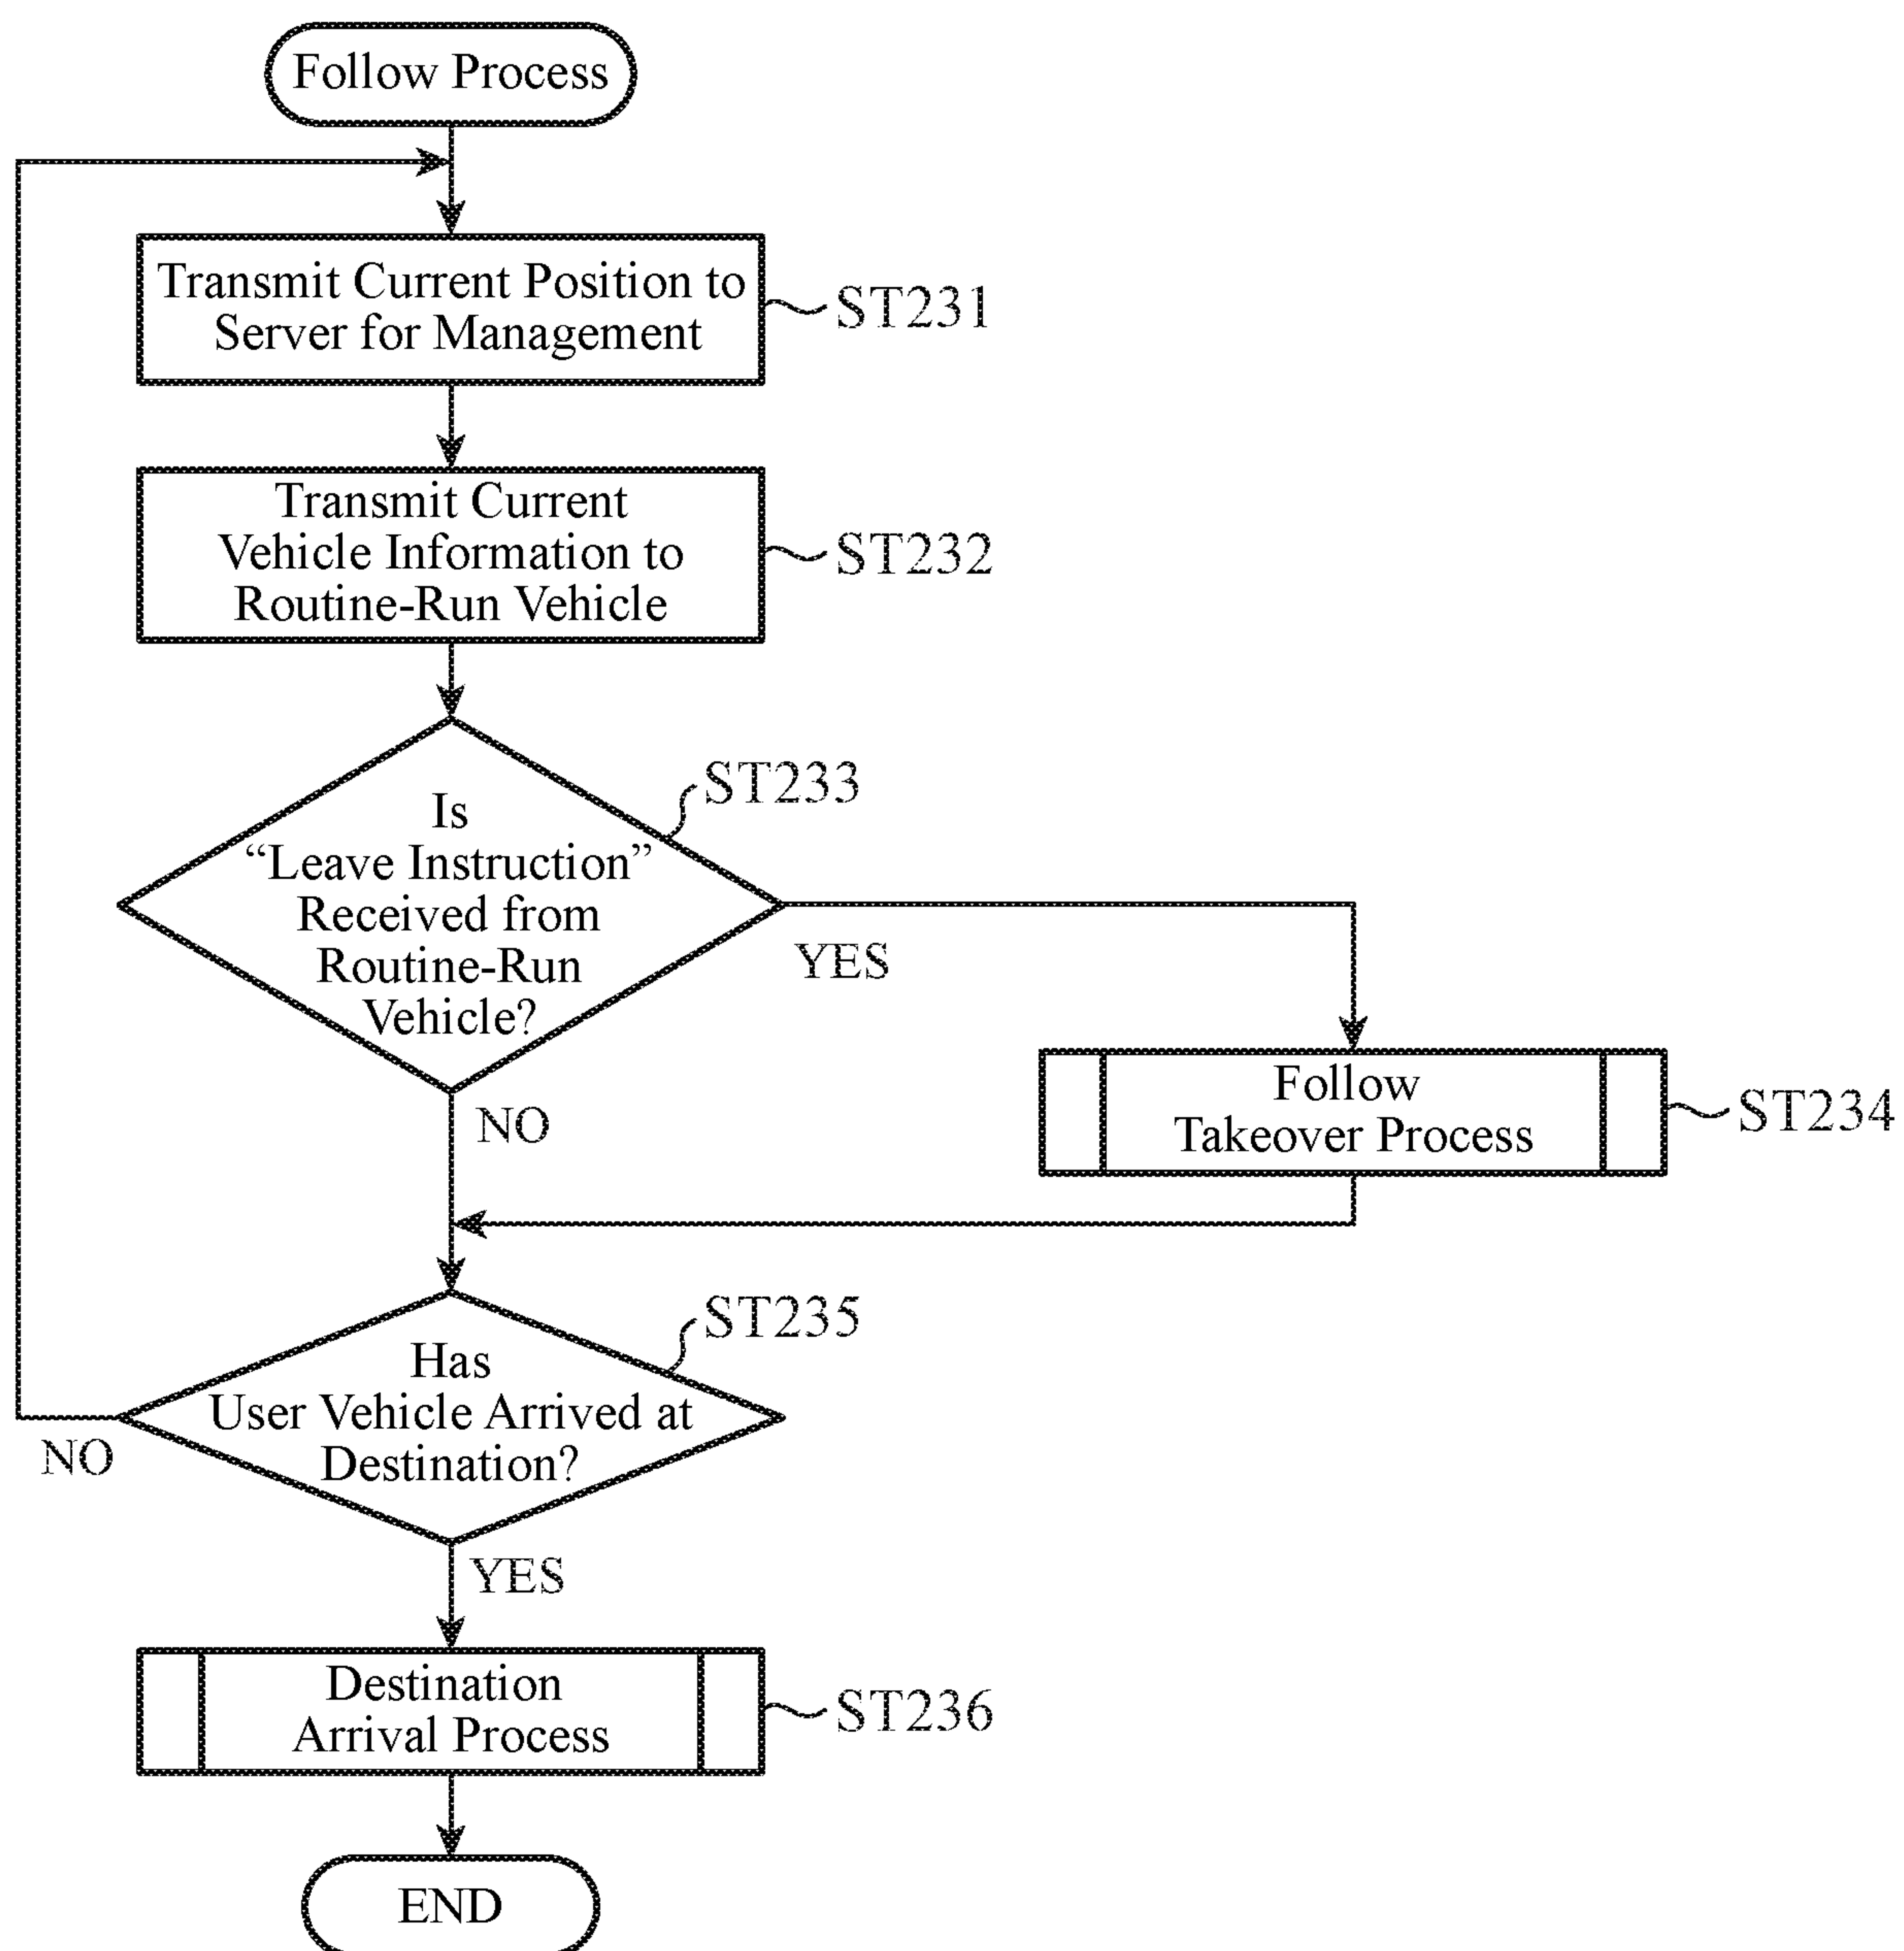 Follow Process
Transmit Current Position to
Server for Management
ST231
Transmit Current
Vehicle Information to
Routine-Run Vehicle
ST232
Is
“Leave Instruction”
Received from
Routine-Run
Vehicle?
ST233
YES
NO
Follow
Takeover Process
ST234
Has
User Vehicle Arrived at
Destination?
ST235
NO
YES
Destination
Arrival Process
ST236
END